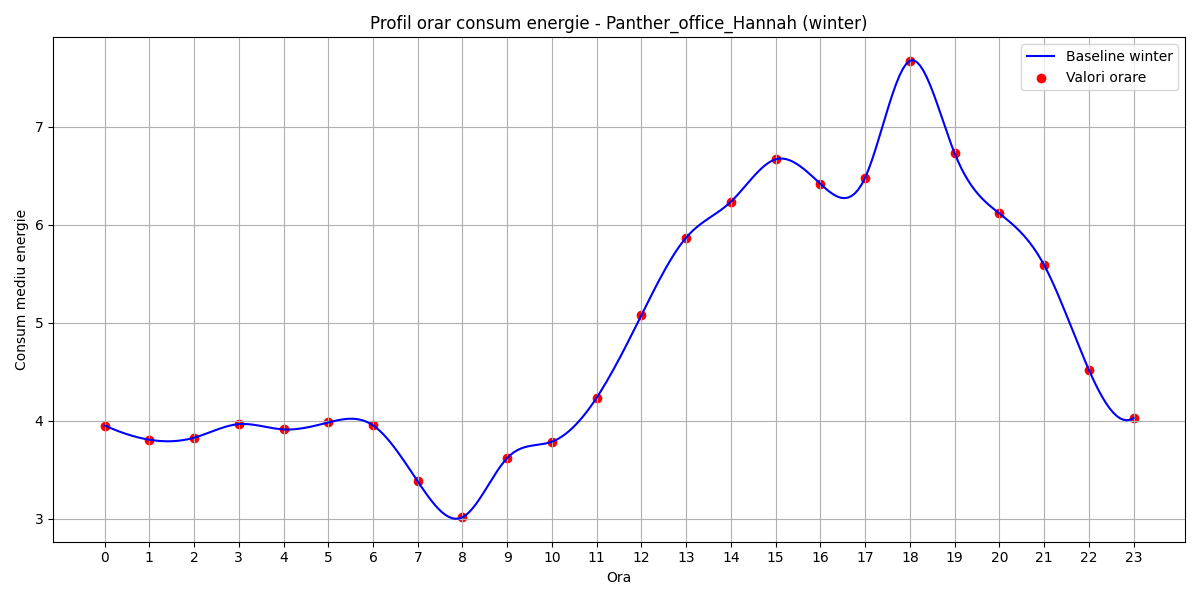 Profil orar consum energie - Panther_office_Hannah (winter)
Baseline winter
Valori orare
Consum mediu energie
7
6
5
4
3
0 1 2 3 4 5 6 7 8 9 10 11 12 13 14 15 16 17 18 19 20 21 22 23
Ora